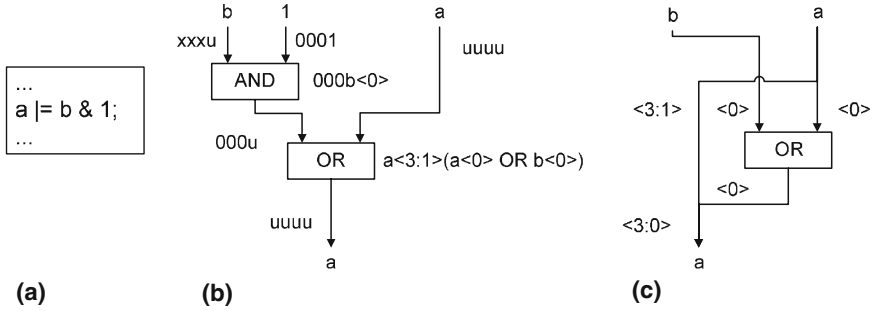 ...
a |= b & 1;
...
(a)
b 1 a
xxxu 0001 uuuu
AND 000b<0>
000u
OR a<3:1>(a<0> OR b<0>)
uuuu
a
(b)
b a
<3:1> <0> <0>
OR
<0>
<3:0>
a
(c)